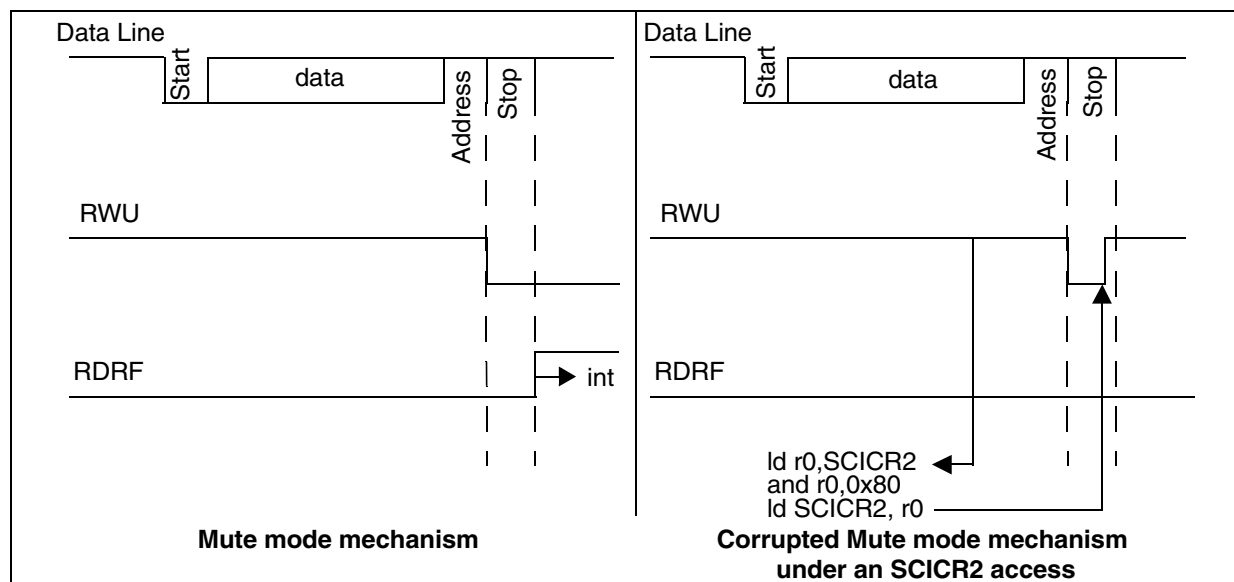 Data Line
Start
data
Address
Stop
RWU
RDRF
int
Mute mode mechanism
Data Line
Start
data
Address
Stop
RWU
RDRF
ld r0,SCICR2
and r0,0x80
ld SCICR2, r0
Corrupted Mute mode mechanism
under an SCICR2 access